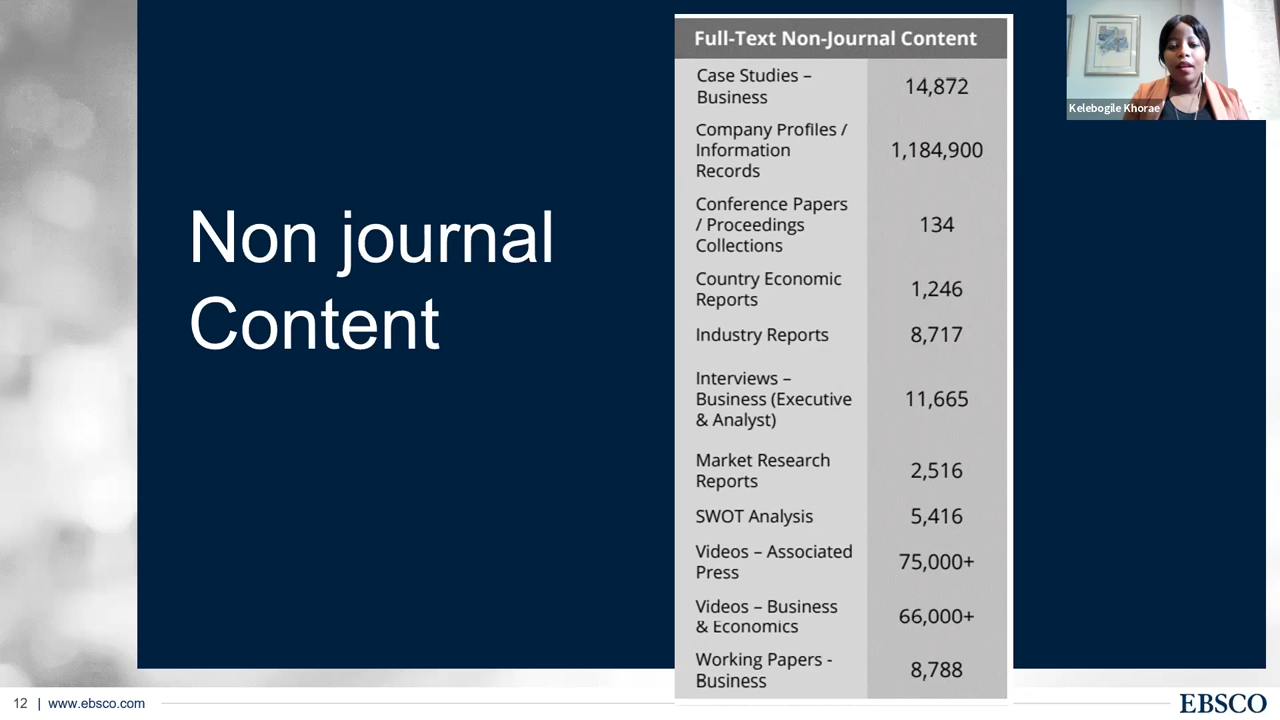 Non journal
Content
Full-Text Non-Journal Content
Case Studies –
Business
14,872
Company Profiles /
Information
Records
1,184,900
Conference Papers
/ Proceedings
Collections
134
Country Economic
Reports
1,246
Industry Reports
8,717
Interviews –
Business (Executive
& Analyst)
11,665
Market Research
Reports
2,516
SWOT Analysis
5,416
Videos – Associated
Press
75,000+
Videos – Business
& Economics
66,000+
Working Papers -
Business
8,788
Kelebogile Khorae
12 | www.ebsco.com
EBSCO